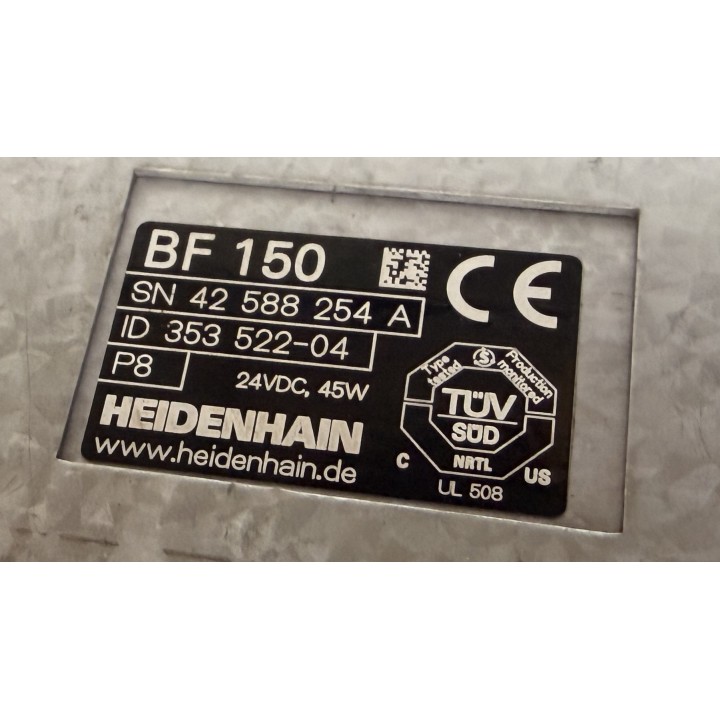 BF 150
CE
SN 42 588 254 A
ID 353 522-04
P8
24VDC, 45W
HEIDENHAIN
www.heidenhain.de
Type tested
S
Production monitored
TÜV
SÜD
C
NRTL
US
UL 508